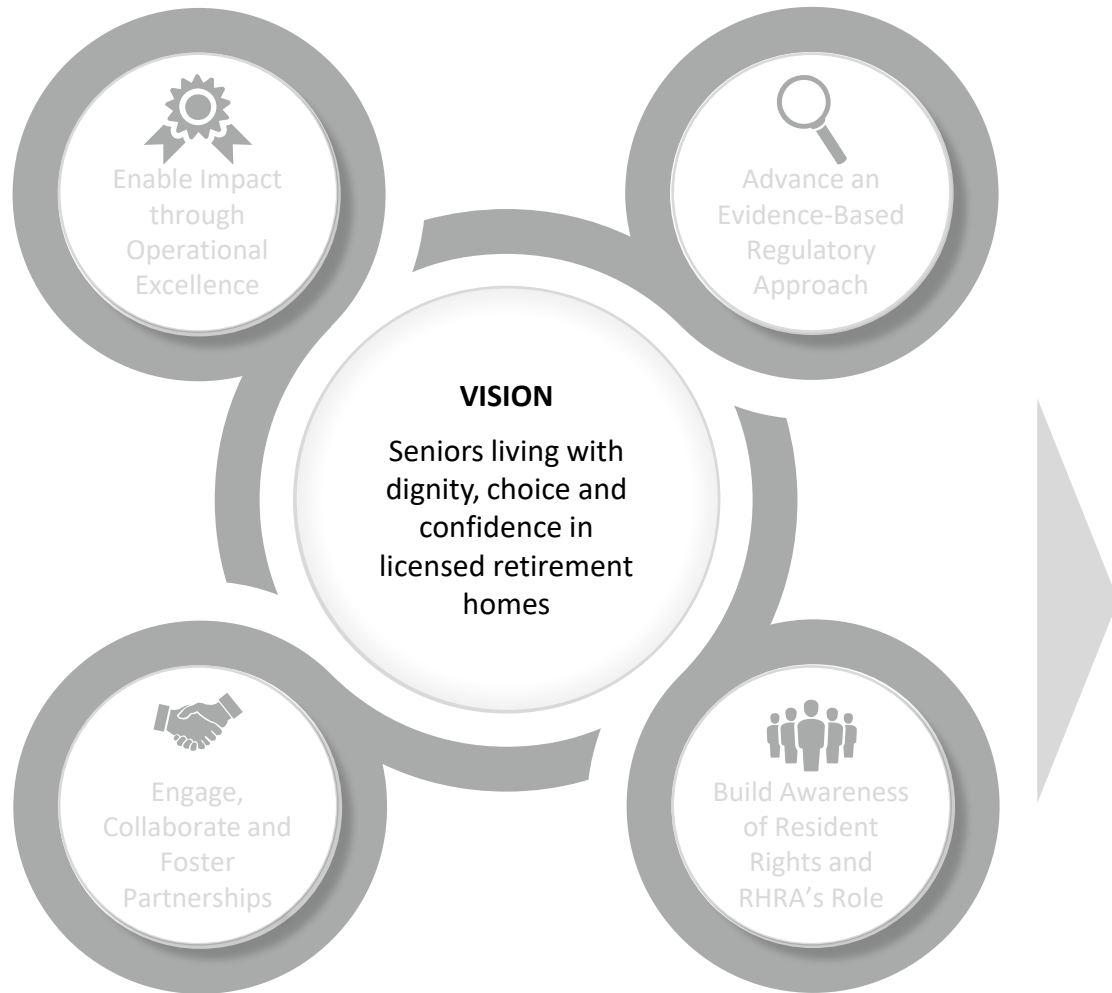 Enable Impact
through
Operational
Excellence
Advance an
Evidence-Based
Regulatory
Approach
VISION
Seniors living with
dignity, choice and
confidence in
licensed retirement
homes
Engage,
Collaborate and
Foster
Partnerships
Build Awareness
of Resident
Rights and
RHRA's Role